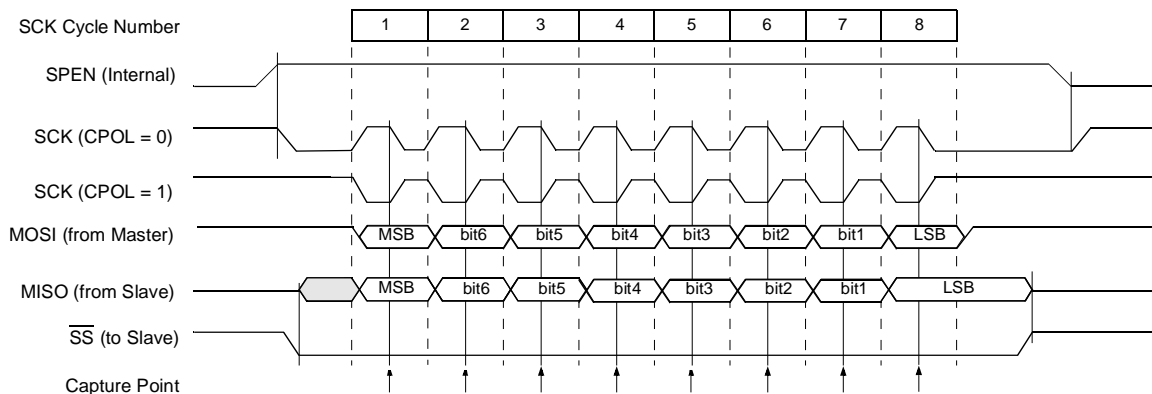 SCK Cycle Number 1 2 3 4 5 6 7 8
SPEN (Internal)
SCK (CPOL = 0)
SCK (CPOL = 1)
MOSI (from Master) MSB bit6 bit5 bit4 bit3 bit2 bit1 LSB
MISO (from Slave) MSB bit6 bit5 bit4 bit3 bit2 bit1 LSB
SS (to Slave)
Capture Point